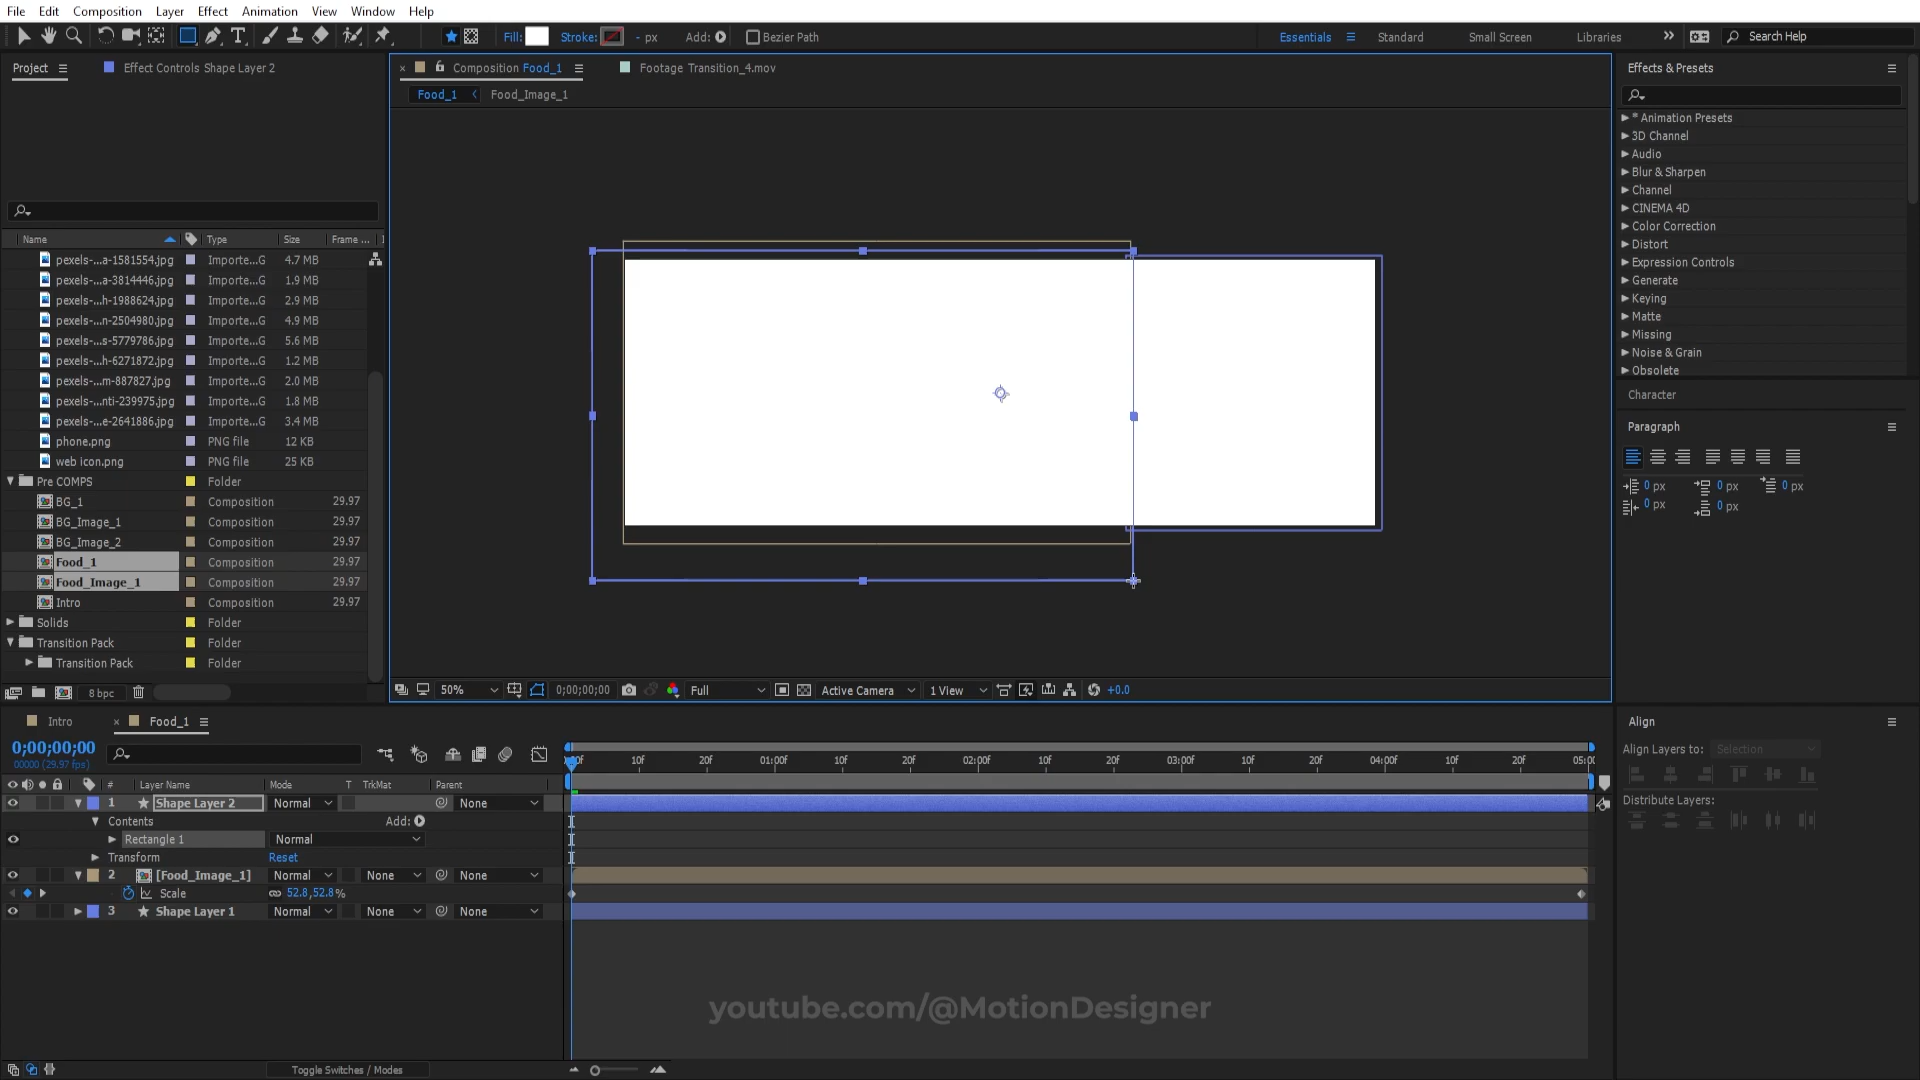 File Edit Composition Layer Effect Animation View Window Help
Fill: Stroke: - px Add: Bezier Path Essentials Standard Small Screen Libraries Search Help
Project Effect Controls Shape Layer 2
Composition Food_1 Footage Transition_4.mov
Food_1 Food_Image_1
Name Type Size Frame ...
pexels-...a-1581554.jpg Importe...G 4.7 MB
pexels-...a-3814446.jpg Importe...G 1.9 MB
pexels-...h-1988624.jpg Importe...G 2.9 MB
pexels-...n-2504980.jpg Importe...G 4.9 MB
pexels-...s-5779786.jpg Importe...G 5.6 MB
pexels-...h-6271872.jpg Importe...G 1.2 MB
pexels-...m-887827.jpg Importe...G 2.0 MB
pexels-...nti-239975.jpg Importe...G 1.8 MB
pexels-...e-2641886.jpg Importe...G 3.4 MB
phone.png PNG file 12 KB
web icon.png PNG file 25 KB
Pre COMPS Folder
BG_1 Composition 29.97
BG_Image_1 Composition 29.97
BG_Image_2 Composition 29.97
Food_1 Composition 29.97
Food_Image_1 Composition 29.97
Intro Composition 29.97
Solids Folder
Transition Pack Folder
Transition Pack Folder
8 bpc
50% 0;00;00;00 Full Active Camera 1 View +0.0
Effects & Presets
* Animation Presets
3D Channel
Audio
Blur & Sharpen
Channel
CINEMA 4D
Color Correction
Distort
Expression Controls
Generate
Keying
Matte
Missing
Noise & Grain
Obsolete
Character
Paragraph
0 px 0 px 0 px
0 px 0 px
Intro Food_1
0;00;00;00
00000 (29.97 fps)
10f 20f 01:00f 10f 20f 02:00f 10f 20f 03:00f 10f 20f 04:00f 10f 20f 05:00
# Layer Name Mode T TrkMat Parent
1 Shape Layer 2 Normal None
Contents Add:
Rectangle 1 Normal
Transform Reset
2 [Food_Image_1] Normal None None
Scale 52.8,52.8%
3 Shape Layer 1 Normal None None
Toggle Switches / Modes
Align
Align Layers to: Selection
Distribute Layers:
youtube.com/@MotionDesigner